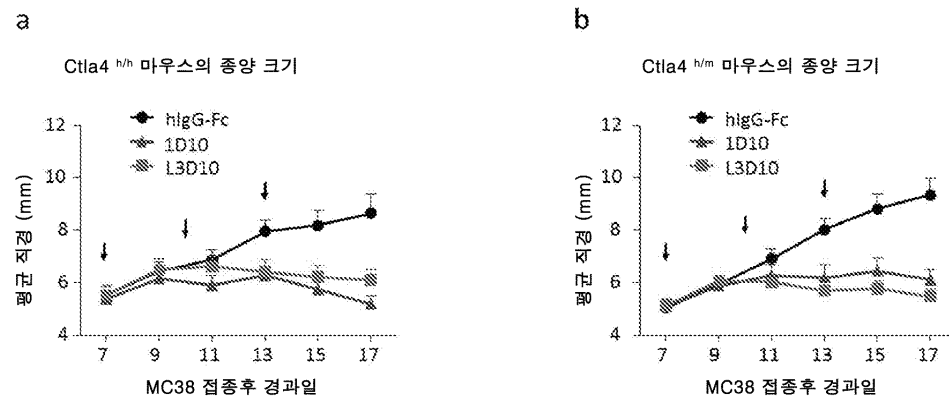 a
Ctla4 h/h 마우스의 종양 크기
12
10
8
6
4
평균 직경 (mm)
hIgG-Fc
1D10
L3D10
7 9 11 13 15 17
MC38 접종후 경과일
b
Ctla4 h/m 마우스의 종양 크기
12
10
8
6
4
평균 직경 (mm)
hIgG-Fc
1D10
L3D10
7 9 11 13 15 17
MC38 접종후 경과일